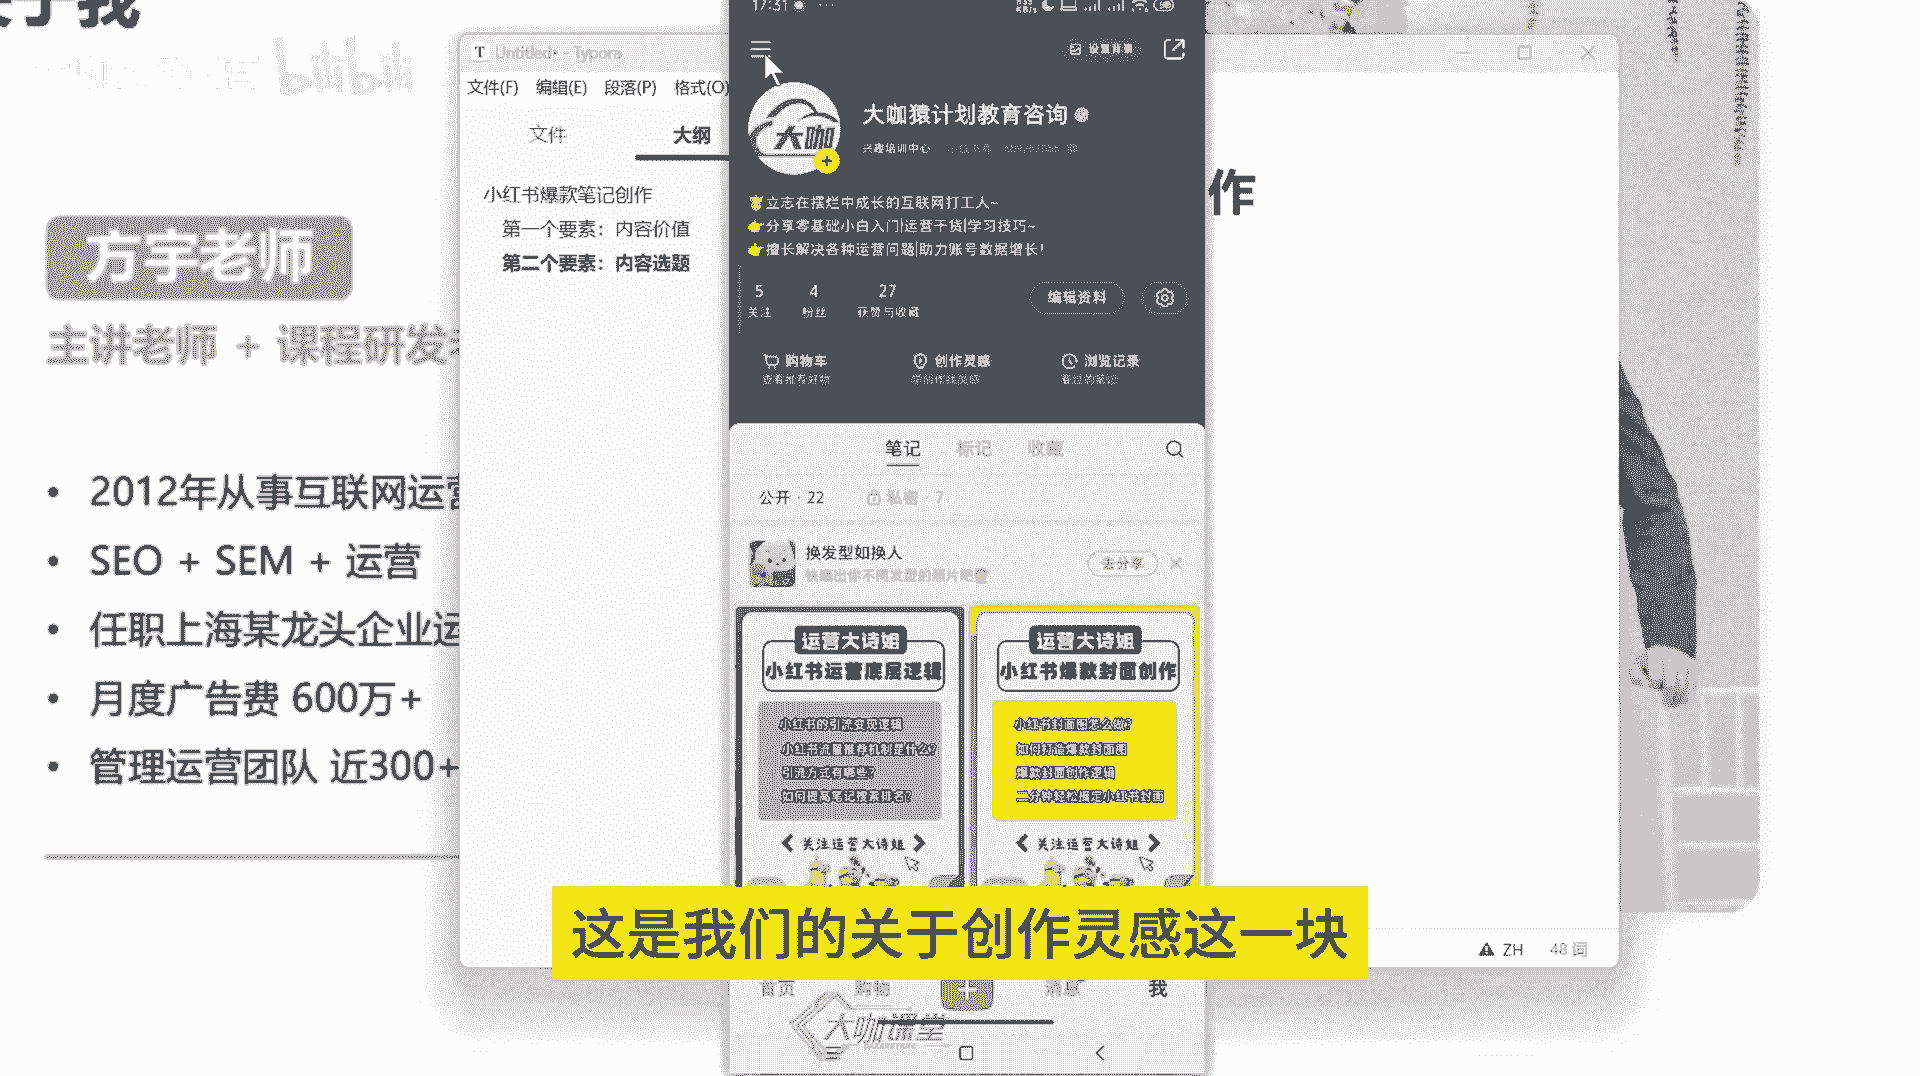 关于我
bilibili
方宇老师
主讲老师 + 课程研发
2012年从事互联网运营
SEO + SEM + 运营
任职上海某龙头企业运
月度广告费 600万+
管理运营团队 近300+
Untitled• - Typora
文件(F) 编辑(E) 段落(P) 格式(O)
文件 大纲
小红书爆款笔记创作
第一个要素：内容价值
第二个要素：内容选题
作
ZH 48 词
17:31
设置背景
大咖猿计划教育咨询
大咖
兴趣培训中心
立志在摆烂中成长的互联网打工人~
分享零基础小白入门|运营干货|学习技巧~
擅长解决各种运营问题|助力账号数据增长!
5 4 27
关注 粉丝 获赞与收藏
编辑资料
购物车 创作灵感 浏览记录
查看推荐好物 学创作找灵感 看过的笔记
笔记 标记 收藏
公开 · 22 私密 · 7
换发型如换人
快晒出你不同发型的照片吧
去分享
运营大诗姐
小红书运营底层逻辑
小红书的引流变现逻辑
小红书流量推荐机制是什么?
引流方式有哪些?
如何提高笔记搜索排名?
关注运营大诗姐
运营大诗姐
小红书爆款封面创作
小红书封面图怎么做?
如何打造爆款封面图
爆款封面创作逻辑
二分钟轻松搞定小红书封面
关注运营大诗姐
这是我们的关于创作灵感这一块
首页 购物 消息 我
大咖课堂